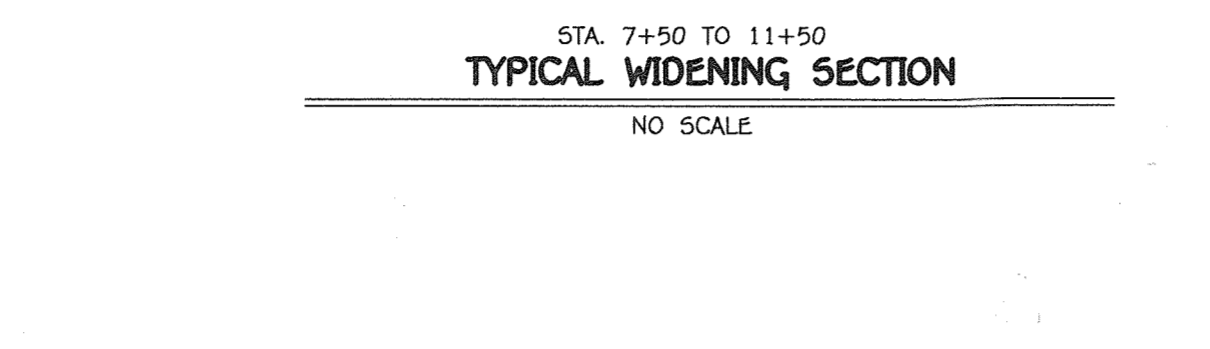 STA. 7+50 TO 11+50
TYPICAL WIDENING SECTION
NO SCALE